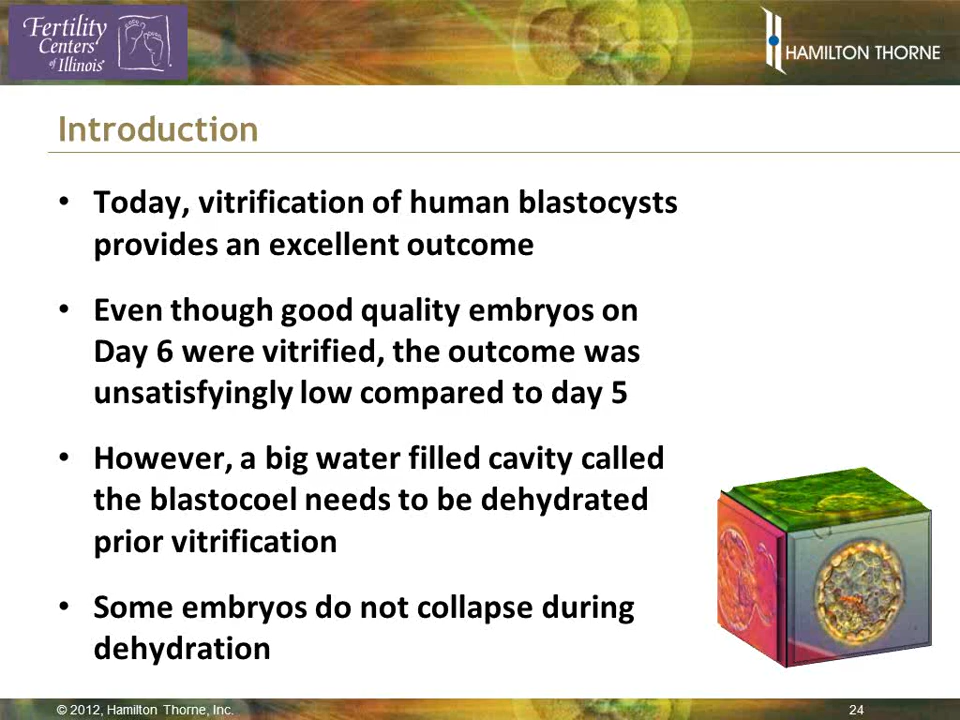 Fertility
Centers
of Illinois
HAMILTON THORNE
Introduction
• Today, vitrification of human blastocysts
provides an excellent outcome
• Even though good quality embryos on
Day 6 were vitrified, the outcome was
unsatisfyingly low compared to day 5
• However, a big water filled cavity called
the blastocoel needs to be dehydrated
prior vitrification
• Some embryos do not collapse during
dehydration
© 2012, Hamilton Thorne, Inc.
24